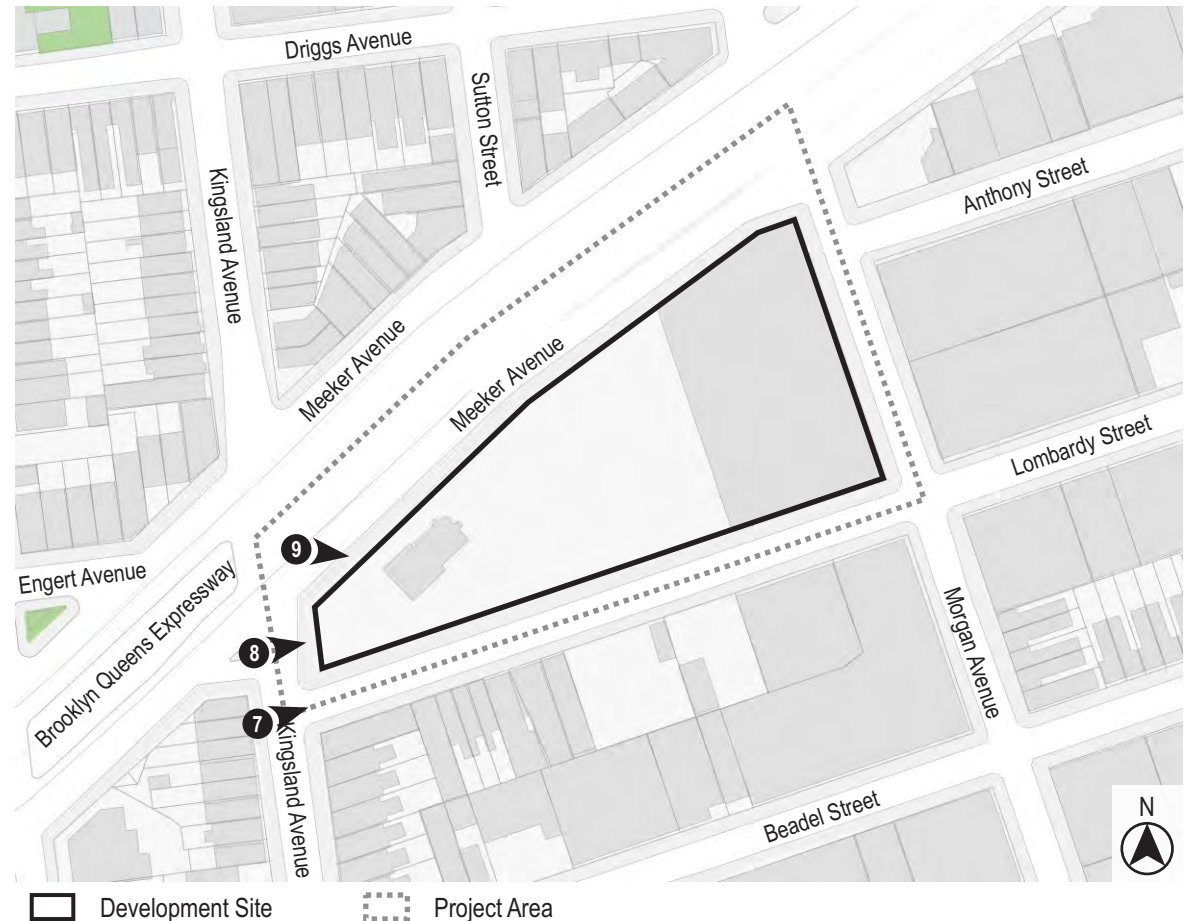 Driggs Avenue
Sutton Street
Kingsland Avenue
Anthony Street
Meeker Avenue
Meeker Avenue
Lombardy Street
9
Engert Avenue
Brooklyn Queens Expressway
8
Morgan Avenue
7
Kingsland Avenue
Beadel Street
N
Development Site
Project Area